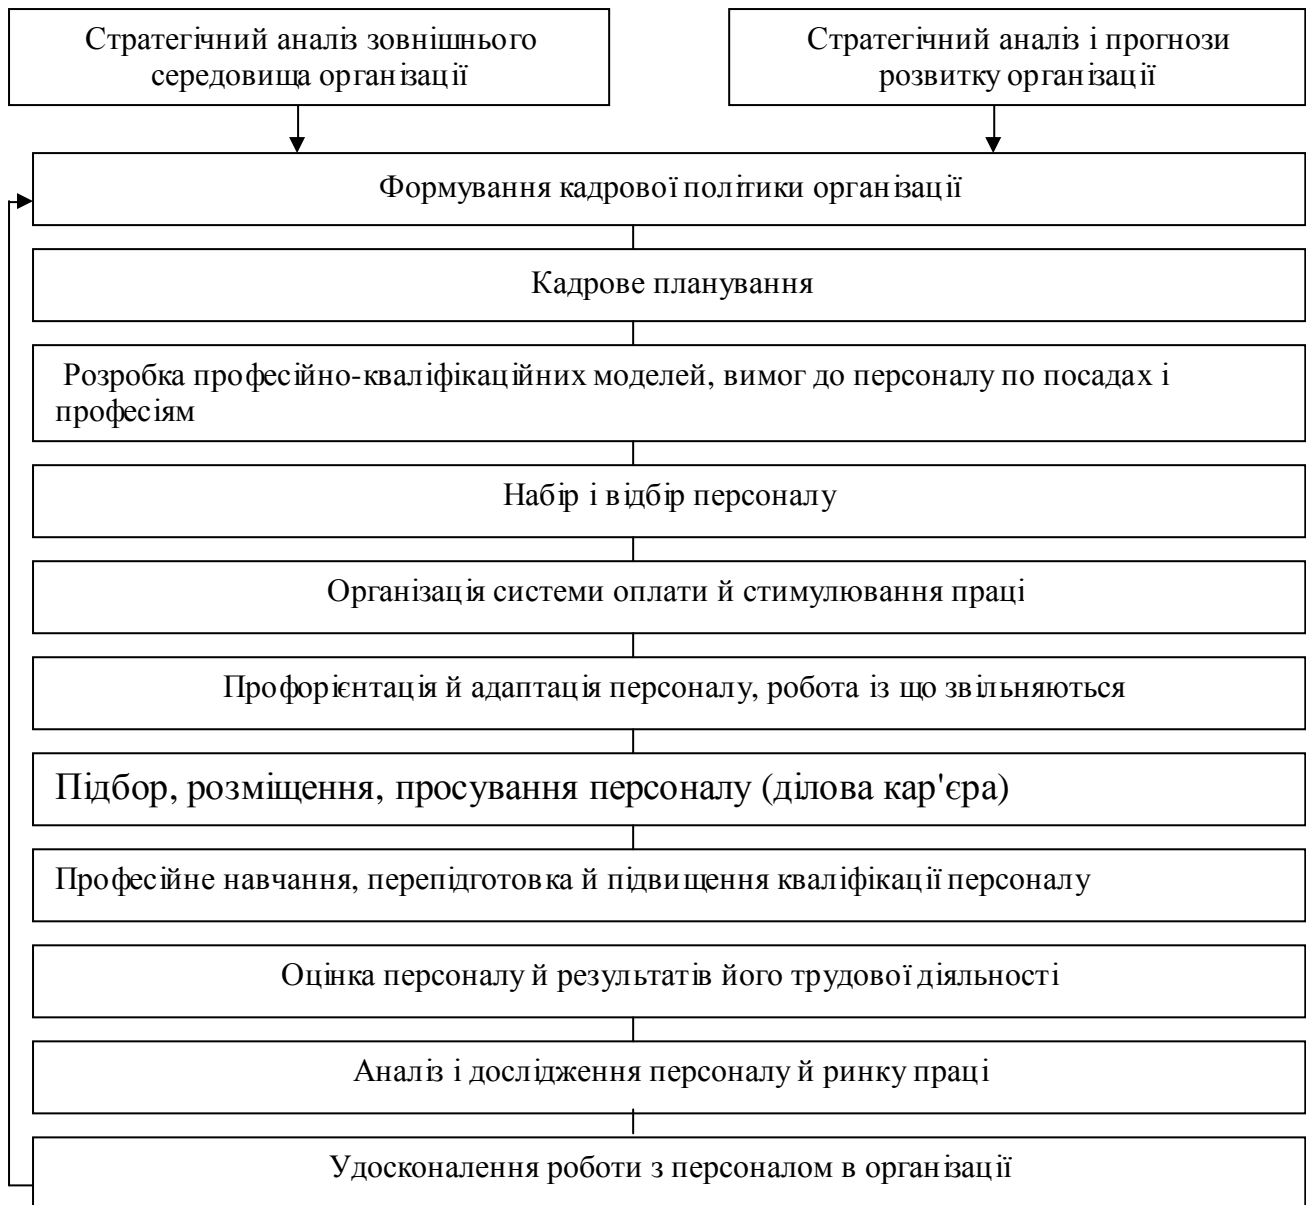 Стратегічний аналіз зовнішнього
середовища організації
Стратегічний аналіз і прогнози
розвитку організації
Формування кадрової політики організації
Кадрове планування
Розробка професійно-кваліфікаційних моделей, вимог до персоналу по посадах і
професіям
Набір і відбір персоналу
Організація системи оплати й стимулювання праці
Профорієнтація й адаптація персоналу, робота із що звільняються
Підбор, розміщення, просування персоналу (ділова кар'єра)
Професійне навчання, перепідготовка й підвищення кваліфікації персоналу
Оцінка персоналу й результатів його трудової діяльності
Аналіз і дослідження персоналу й ринку праці
Удосконалення роботи з персоналом в організації